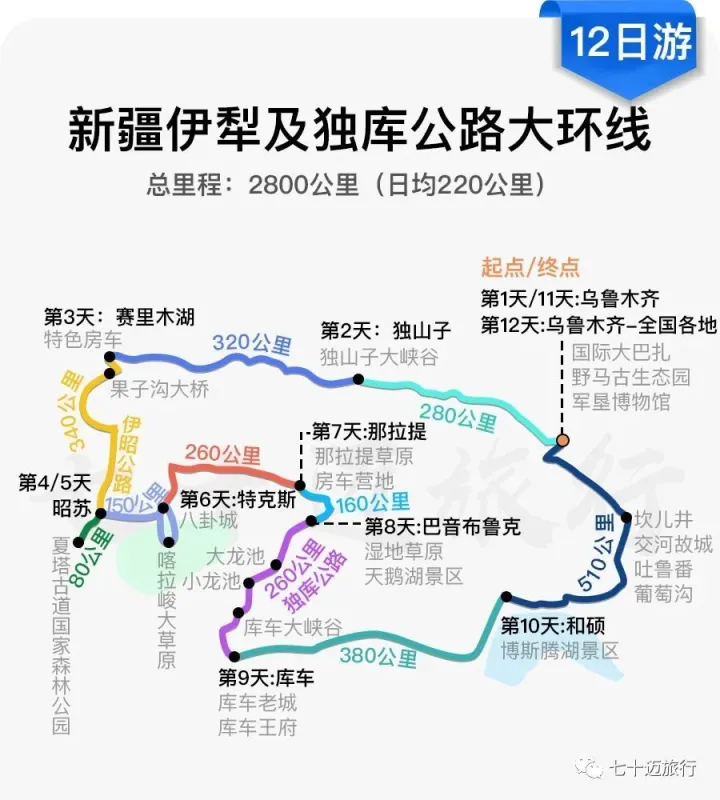 12日游
新疆伊犁及独库公路大环线
总里程：2800公里（日均220公里）
起点/终点
第1天/11天:乌鲁木齐
第12天:乌鲁木齐-全国各地
国际大巴扎
野马古生态园
军垦博物馆
第3天：赛里木湖
特色房车
320公里
第2天：独山子
独山子大峡谷
280公里
果子沟大桥
340公里
伊昭公路
260公里
第7天:那拉提
那拉提草原
房车营地
第4/5天
昭苏
150公里
第6天:特克斯
八卦城
160公里
第8天:巴音布鲁克
湿地草原
天鹅湖景区
坎儿井
交河故城
吐鲁番
葡萄沟
510公里
80公里
夏塔古道国家森林公园
喀拉峻大草原
大龙池
小龙池
260公里
独库公路
库车大峡谷
第10天:和硕
博斯腾湖景区
380公里
第9天:库车
库车老城
库车王府
七十迈旅行